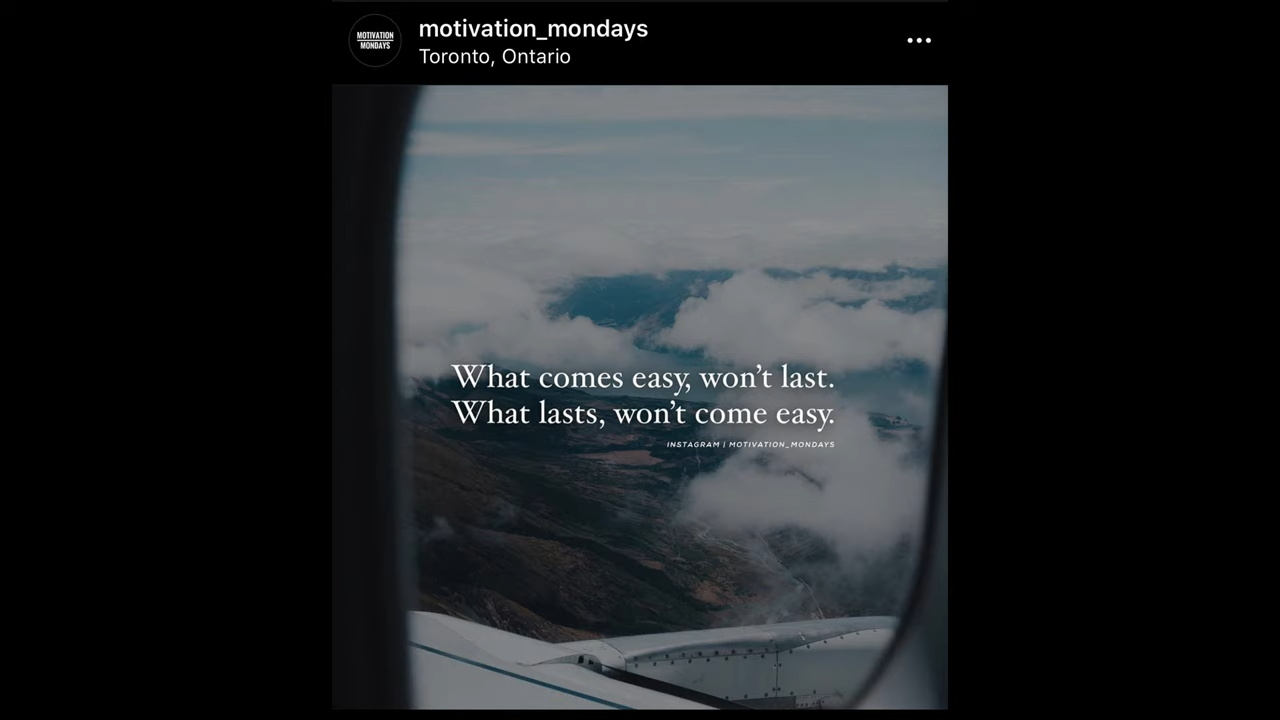 MOTIVATION
MONDAYS
motivation_mondays
Toronto, Ontario
What comes easy, won’t last.
What lasts, won’t come easy.
INSTAGRAM | MOTIVATION_MONDAYS